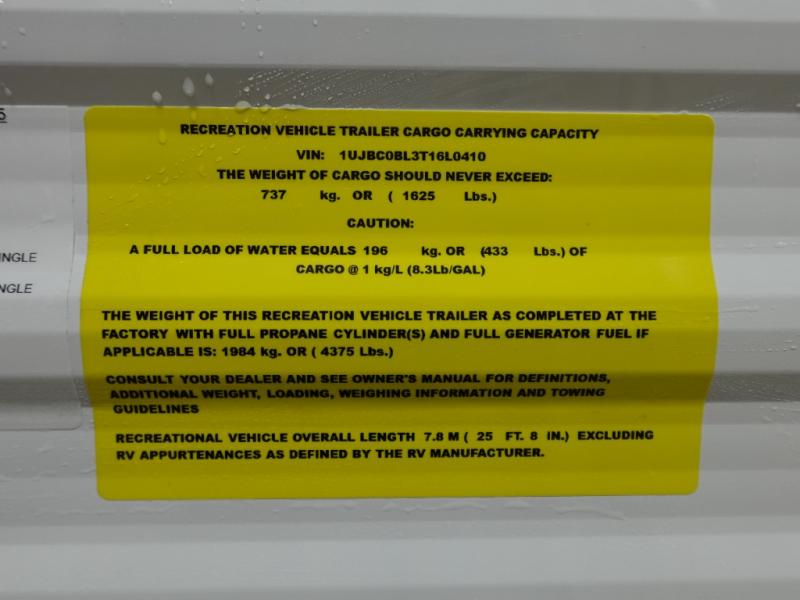 5
INGLE
NGLE
RECREATION VEHICLE TRAILER CARGO CARRYING CAPACITY
VIN: 1UJBC0BL3T16L0410
THE WEIGHT OF CARGO SHOULD NEVER EXCEED:
737 kg. OR ( 1625 Lbs.)
CAUTION:
A FULL LOAD OF WATER EQUALS 196 kg. OR (433 Lbs.) OF
CARGO @ 1 kg/L (8.3Lb/GAL)
THE WEIGHT OF THIS RECREATION VEHICLE TRAILER AS COMPLETED AT THE
FACTORY WITH FULL PROPANE CYLINDER(S) AND FULL GENERATOR FUEL IF
APPLICABLE IS: 1984 kg. OR ( 4375 Lbs.)
CONSULT YOUR DEALER AND SEE OWNER'S MANUAL FOR DEFINITIONS,
ADDITIONAL WEIGHT, LOADING, WEIGHING INFORMATION AND TOWING
GUIDELINES
RECREATIONAL VEHICLE OVERALL LENGTH 7.8 M ( 25 FT. 8 IN.) EXCLUDING
RV APPURTENANCES AS DEFINED BY THE RV MANUFACTURER.